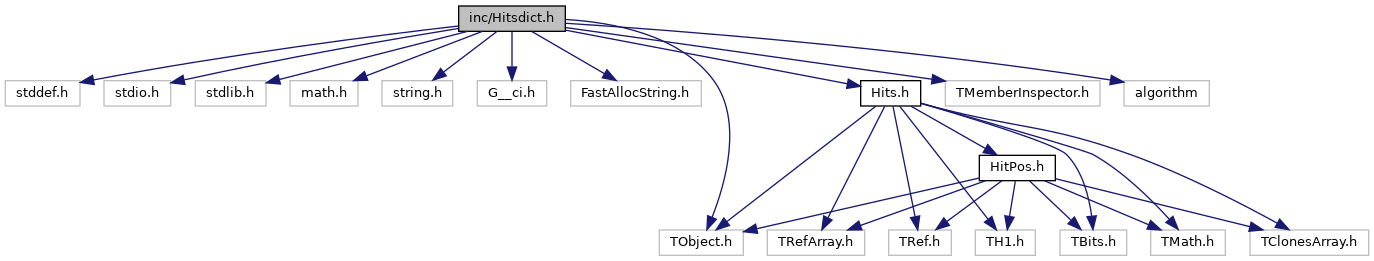 inc/Hitsdict.h
stddef.h
stdio.h
stdlib.h
math.h
string.h
G__ci.h
FastAllocString.h
Hits.h
TMemberInspector.h
algorithm
HitPos.h
TObject.h
TRefArray.h
TRef.h
TH1.h
TBits.h
TMath.h
TClonesArray.h